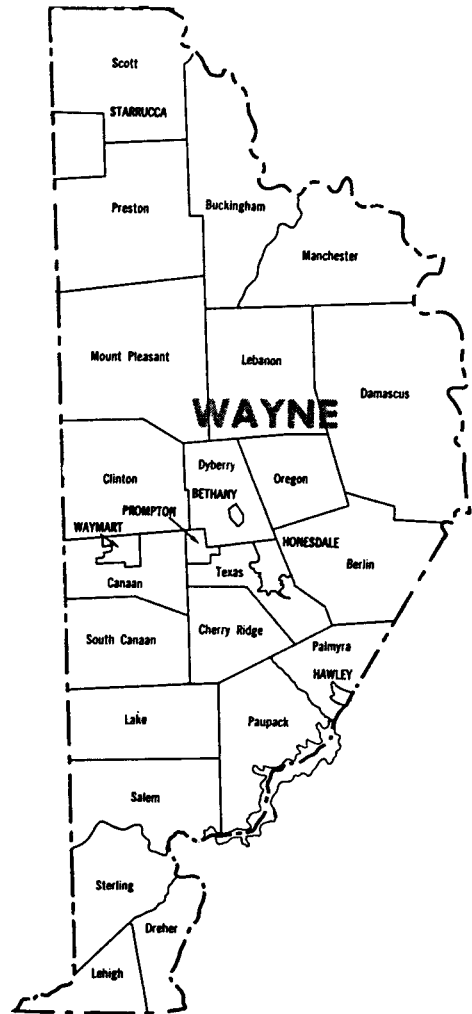 Scott
STARRUCCA
Preston
Buckingham
Manchester
Mount Pleasant
Lebanon
Damascus
WAYNE
Clinton
Dyberry
BETHANY
Oregon
PROMPTON
WAYMART
HONESDALE
Canaan
Texas
Berlin
South Canaan
Cherry Ridge
Palmyra
HAWLEY
Lake
Paupack
Salem
Sterling
Dreher
Lehigh